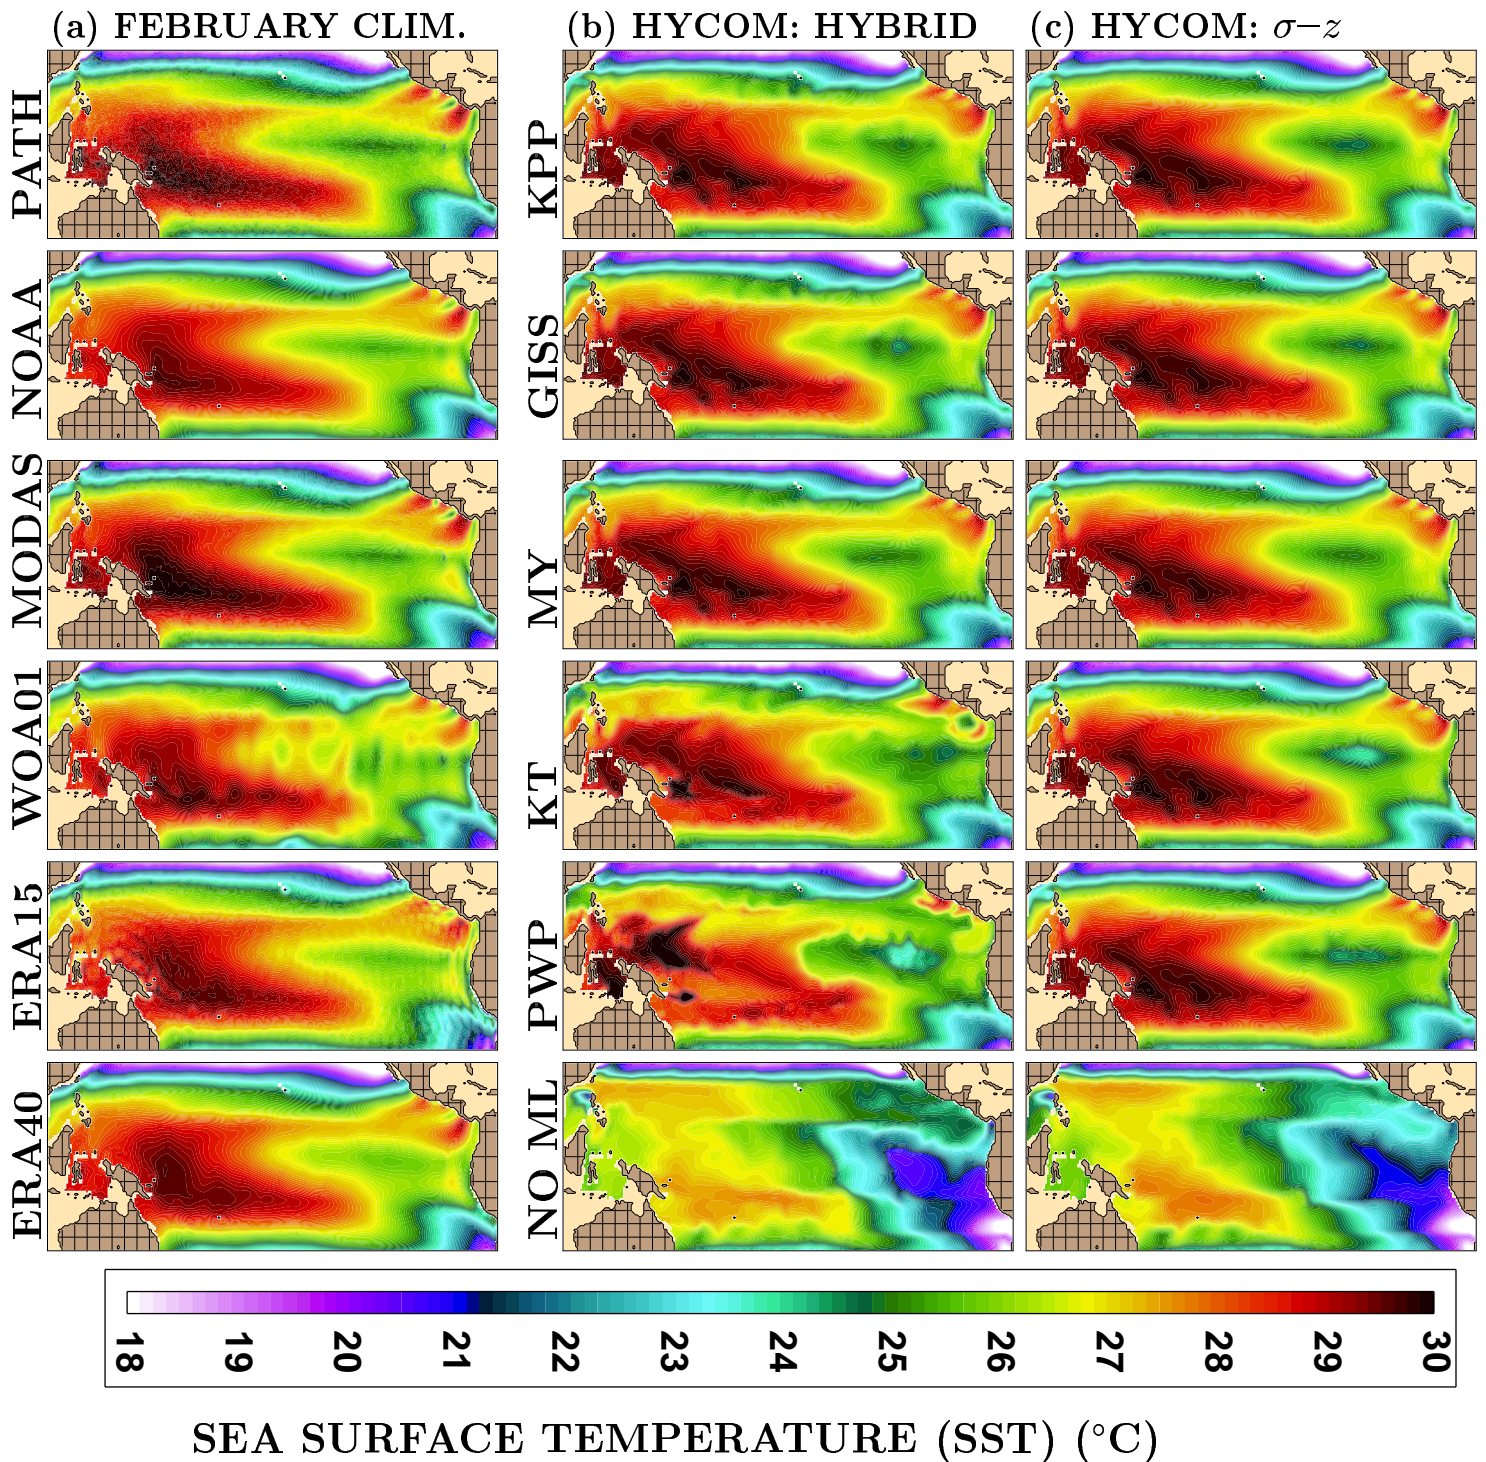 (a) FEBRUARY CLIM. (b) HYCOM: HYBRID (c) HYCOM: σ−z
PATH KPP
NOAA GISS
MODAS MY
WOA01 KT
ERA15 PWP
ERA40 NO ML
18 19 20 21 22 23 24 25 26 27 28 29 30
SEA SURFACE TEMPERATURE (SST) (°C)